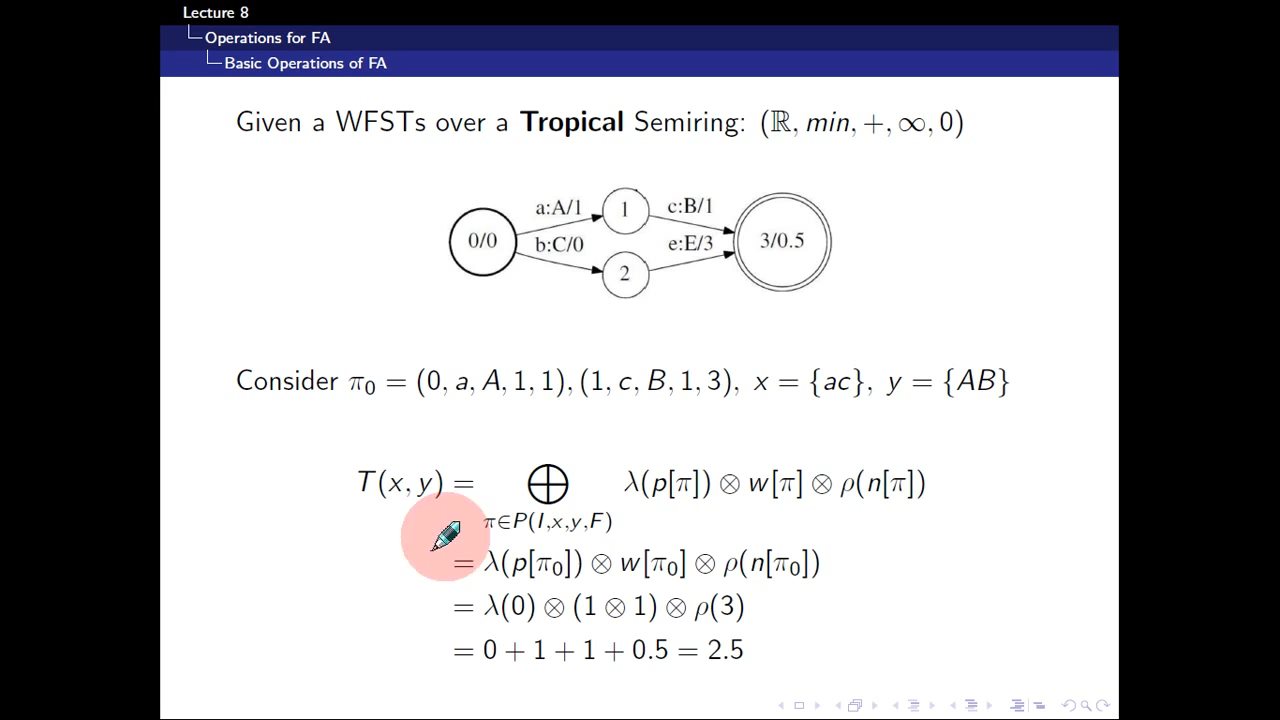 Lecture 8
Operations for FA
Basic Operations of FA
Given a WFSTs over a Tropical Semiring: (ℝ, min, +, ∞, 0)
a:A/1
1
c:B/1
0/0
3/0.5
b:C/0
2
e:E/3
Consider π₀ = (0, a, A, 1, 1), (1, c, B, 1, 3), x = {ac}, y = {AB}
T(x, y) = ⨁ λ(p[π]) ⊗ w[π] ⊗ ρ(n[π])
π∈P(I,x,y,F)
= λ(p[π₀]) ⊗ w[π₀] ⊗ ρ(n[π₀])
= λ(0) ⊗ (1 ⊗ 1) ⊗ ρ(3)
= 0 + 1 + 1 + 0.5 = 2.5